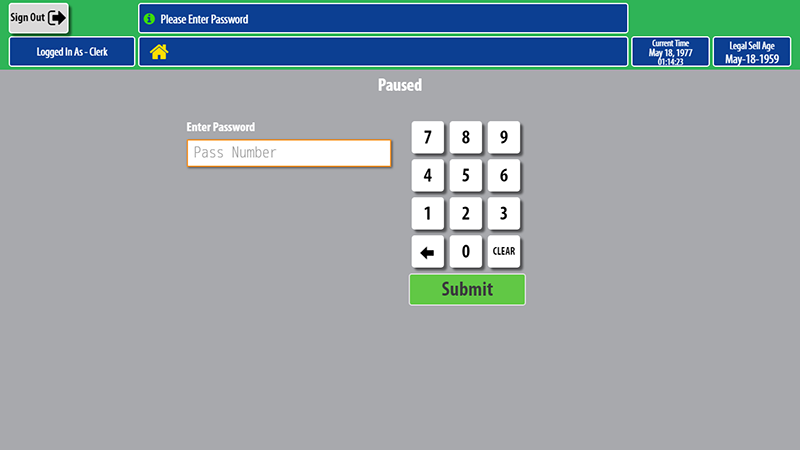 Sign Out
Please Enter Password
Logged In As - Clerk
Current Time
May 18, 1977
01:14:23
Legal Sell Age
May-18-1959
Paused
Enter Password
Pass Number
7 8 9
4 5 6
1 2 3
0 CLEAR
Submit